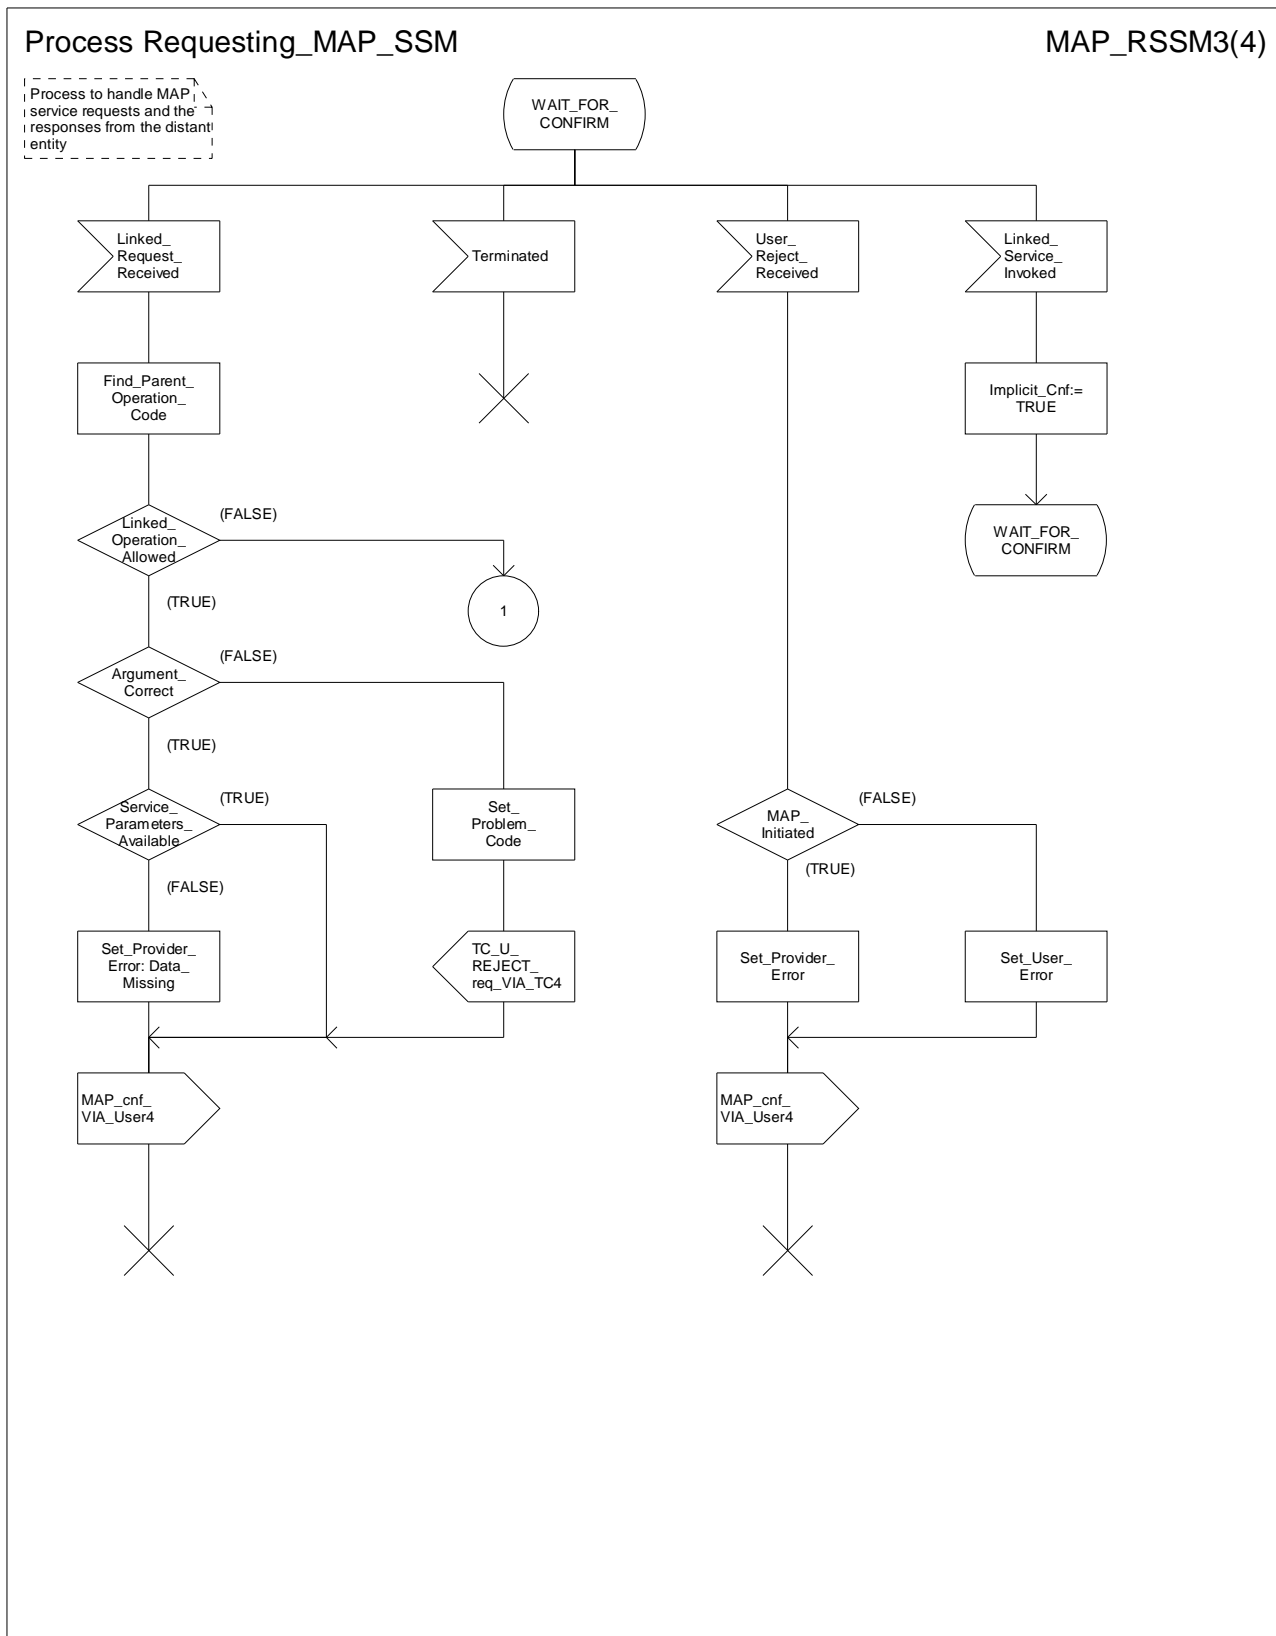 Process Requesting_MAP_SSM
MAP_RSSM3(4)
Process to handle MAP
service requests and the
responses from the distant
entity
WAIT_FOR_
CONFIRM
Linked_
Request_
Received
Terminated
User_
Reject_
Received
Linked_
Service_
Invoked
Find_Parent_
Operation_
Code
Implicit_Cnf:=
TRUE
Linked_
Operation_
Allowed
(FALSE)
WAIT_FOR_
CONFIRM
(TRUE)
1
Argument_
Correct
(FALSE)
(TRUE)
Service_
Parameters_
Available
(TRUE)
Set_
Problem_
Code
MAP_
Initiated
(FALSE)
(FALSE)
(TRUE)
Set_Provider_
Error: Data_
Missing
TC_U_
REJECT_
req_VIA_TC4
Set_Provider_
Error
Set_User_
Error
MAP_cnf_
VIA_User4
MAP_cnf_
VIA_User4